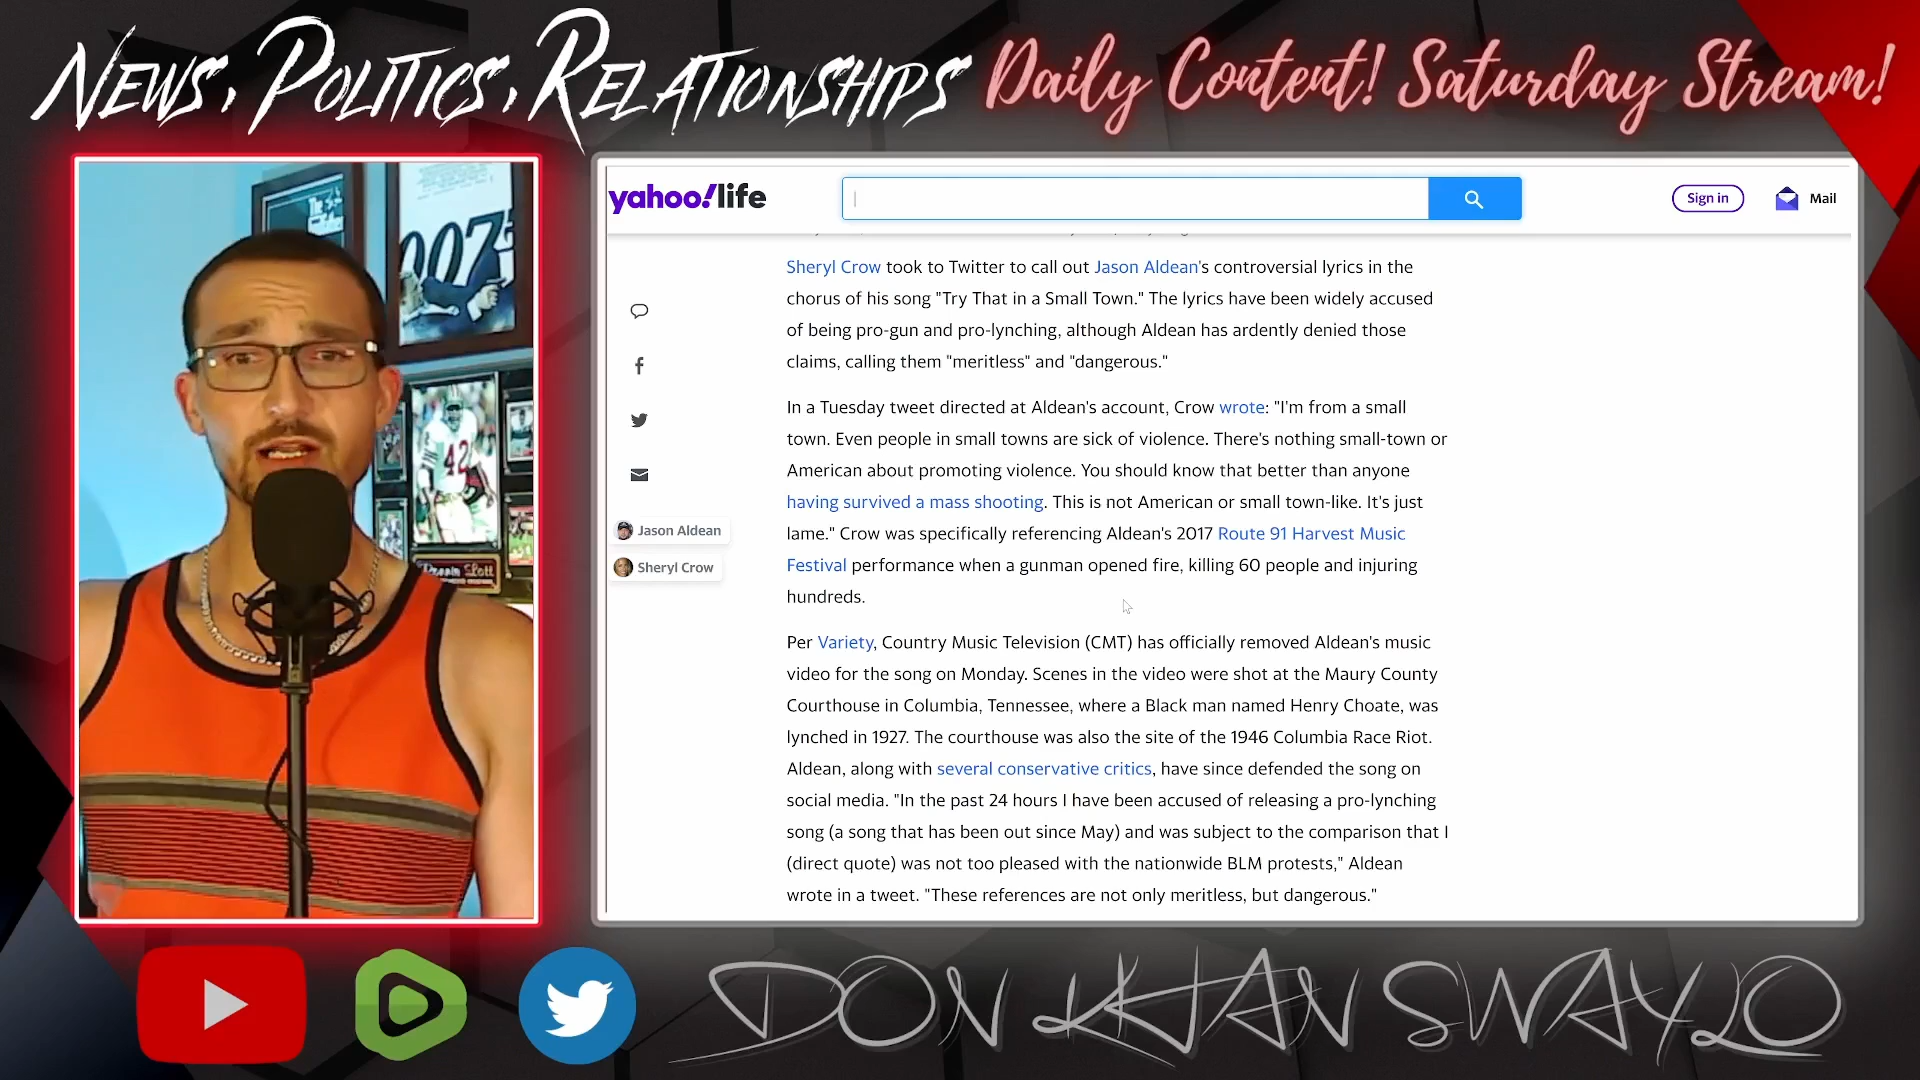 NEWS, POLITICS, RELATIONSHIPS Daily Content! Saturday Stream!
The
007
42
yahoo!life
Sign in
Mail
Sheryl Crow took to Twitter to call out Jason Aldean's controversial lyrics in the
chorus of his song "Try That in a Small Town." The lyrics have been widely accused
of being pro-gun and pro-lynching, although Aldean has ardently denied those
claims, calling them "meritless" and "dangerous."
In a Tuesday tweet directed at Aldean's account, Crow wrote: "I'm from a small
town. Even people in small towns are sick of violence. There's nothing small-town or
American about promoting violence. You should know that better than anyone
having survived a mass shooting. This is not American or small town-like. It's just
lame." Crow was specifically referencing Aldean's 2017 Route 91 Harvest Music
Festival performance when a gunman opened fire, killing 60 people and injuring
hundreds.
Jason Aldean
Sheryl Crow
Per Variety, Country Music Television (CMT) has officially removed Aldean's music
video for the song on Monday. Scenes in the video were shot at the Maury County
Courthouse in Columbia, Tennessee, where a Black man named Henry Choate, was
lynched in 1927. The courthouse was also the site of the 1946 Columbia Race Riot.
Aldean, along with several conservative critics, have since defended the song on
social media. "In the past 24 hours I have been accused of releasing a pro-lynching
song (a song that has been out since May) and was subject to the comparison that I
(direct quote) was not too pleased with the nationwide BLM protests," Aldean
wrote in a tweet. "These references are not only meritless, but dangerous."
DON KHAN SWAYLO